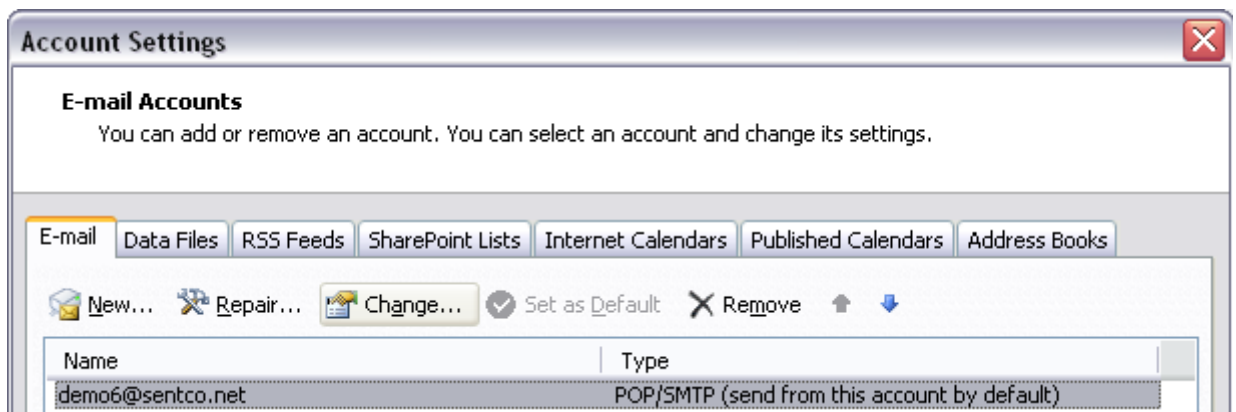 Account Settings
E-mail Accounts
You can add or remove an account. You can select an account and change its settings.
E-mail Data Files RSS Feeds SharePoint Lists Internet Calendars Published Calendars Address Books
New... Repair... Change... Set as Default Remove
Name Type
demo6@sentco.net POP/SMTP (send from this account by default)